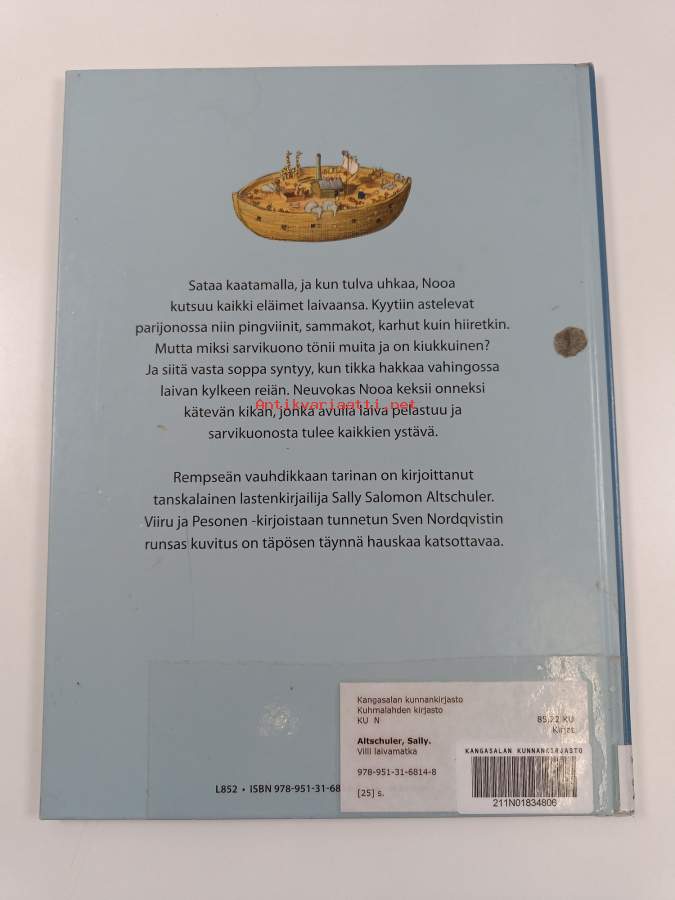 Sataa kaatamalla, ja kun tulva uhkaa, Nooa
kutsuu kaikki eläimet laivaansa. Kyytiin astelevat
parijonossa niin pingviinit, sammakot, karhut kuin hiiretkin.
Mutta miksi sarvikuono tönii muita ja on kiukkuinen?
Ja siitä vasta soppa syntyy, kun tikka hakkaa vahingossa
laivan kylkeen reiän. Neuvokas Nooa keksii onneksi
Antikvariaatti.net
kätevän kikan, jonka avulla laiva pelastuu ja
sarvikuonosta tulee kaikkien ystävä.
Rempseän vauhdikkaan tarinan on kirjoittanut
tanskalainen lastenkirjailija Sally Salomon Altschuler.
Viiru ja Pesonen -kirjoistaan tunnetun Sven Nordqvistin
runsas kuvitus on täpösen täynnä hauskaa katsottavaa.
Kangasalan kunnankirjasto
Kuhmalahden kirjasto
KU N 85.22 KU
Kirjat
Altschuler, Sally.
Villi laivamatka
978-951-31-6814-8
[25] s.
KANGASALAN KUNNANKIRJASTO
211N01834806
L852 • ISBN 978-951-31-68